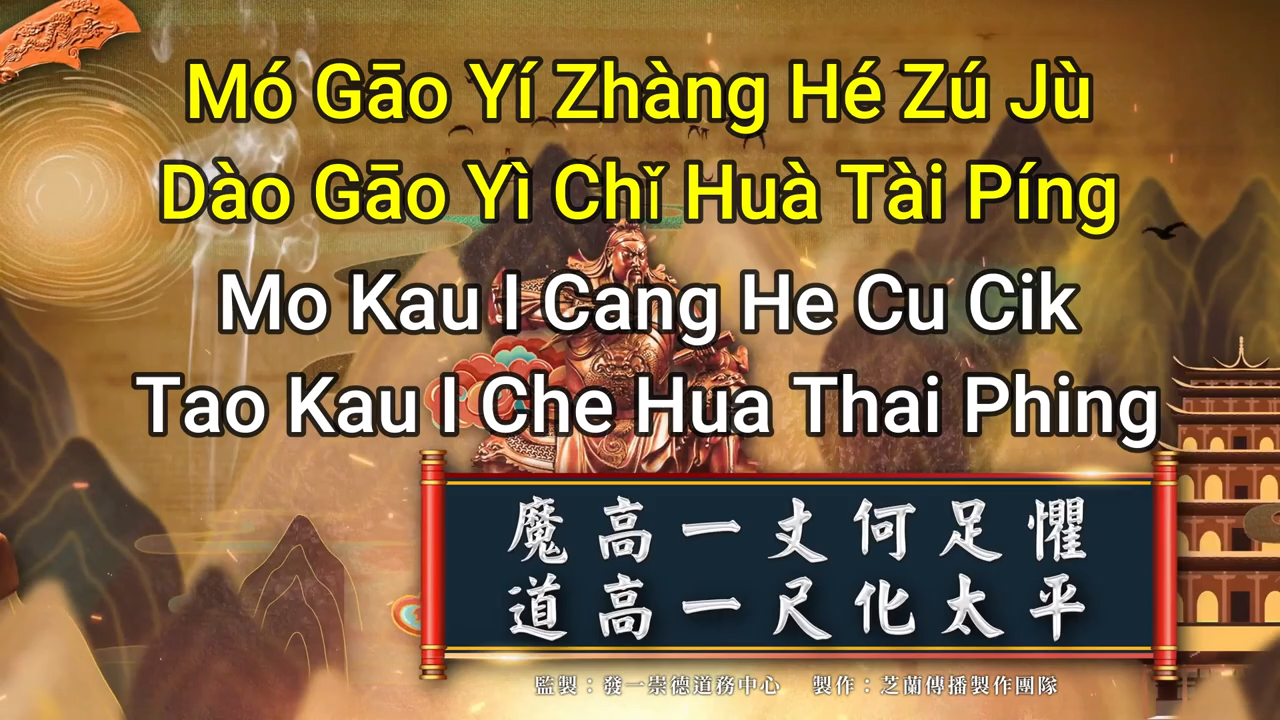 Mó Gāo Yí Zhàng Hé Zú Jù
Dào Gāo Yì Chǐ Huà Tài Píng
Mo Kau I Cang He Cu Cik
Tao Kau I Che Hua Thai Phing
魔高一丈何足懼
道高一尺化太平
監製：發一崇德道務中心　製作：芝蘭傳播製作團隊